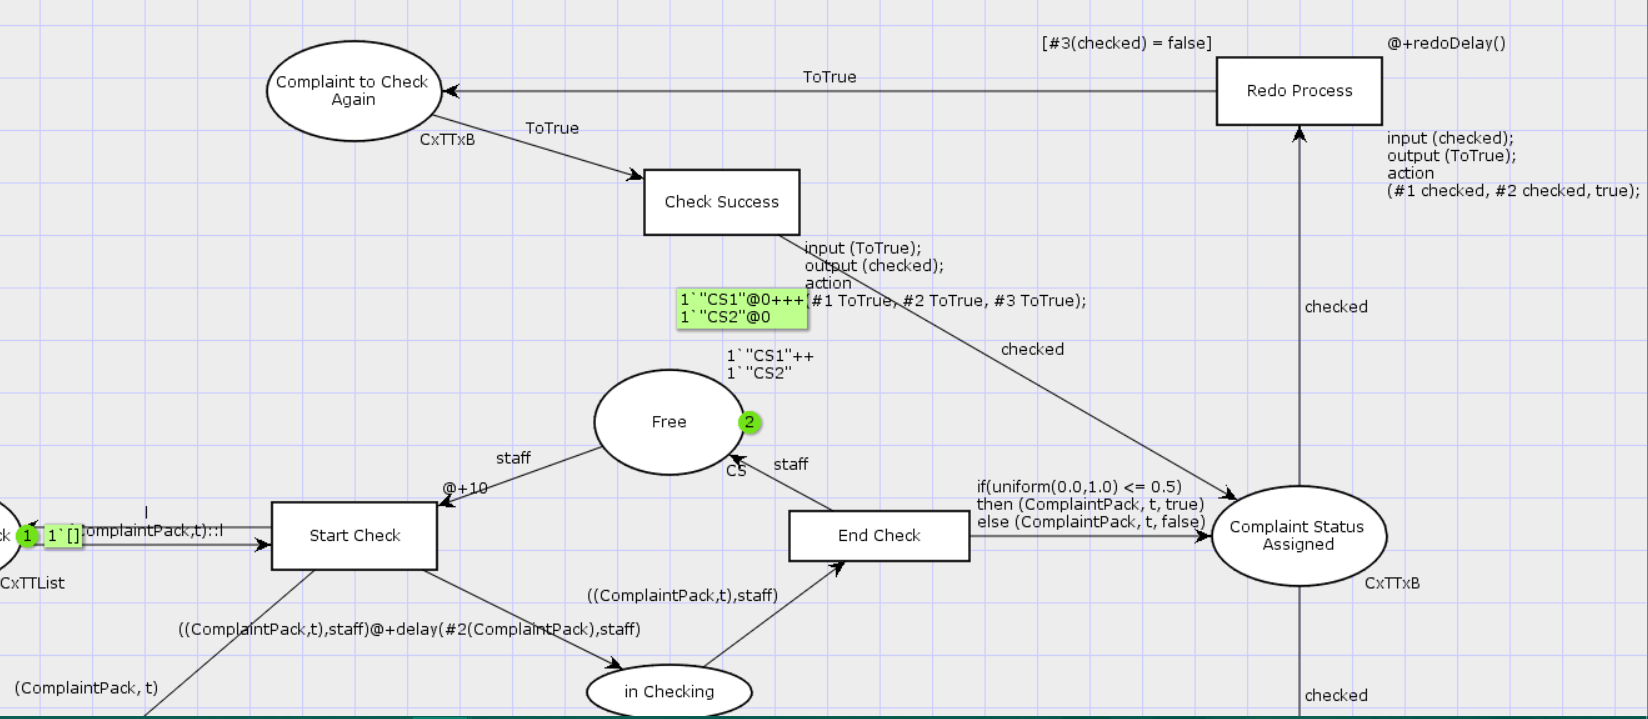 [#3(checked) = false]
@+redoDelay()
Complaint to Check
Again
ToTrue
Redo Process
CxTTxB
ToTrue
input (checked);
output (ToTrue);
action
(#1 checked, #2 checked, true);
Check Success
input (ToTrue);
output (checked);
action
(#1 ToTrue, #2 ToTrue, #3 ToTrue);
1`"CS1"@0+++
1`"CS2"@0
checked
checked
1`"CS1"++
1`"CS2"
Free
2
CS
staff
staff
@+10
if(uniform(0.0,1.0) <= 0.5)
then (ComplaintPack, t, true)
else (ComplaintPack, t, false)
l
omplaintPack,t)::l
ck
1
1`[]
Start Check
End Check
Complaint Status
Assigned
CxTTList
CxTTxB
((ComplaintPack,t),staff)
((ComplaintPack,t),staff)@+delay(#2(ComplaintPack),staff)
(ComplaintPack, t)
in Checking
checked